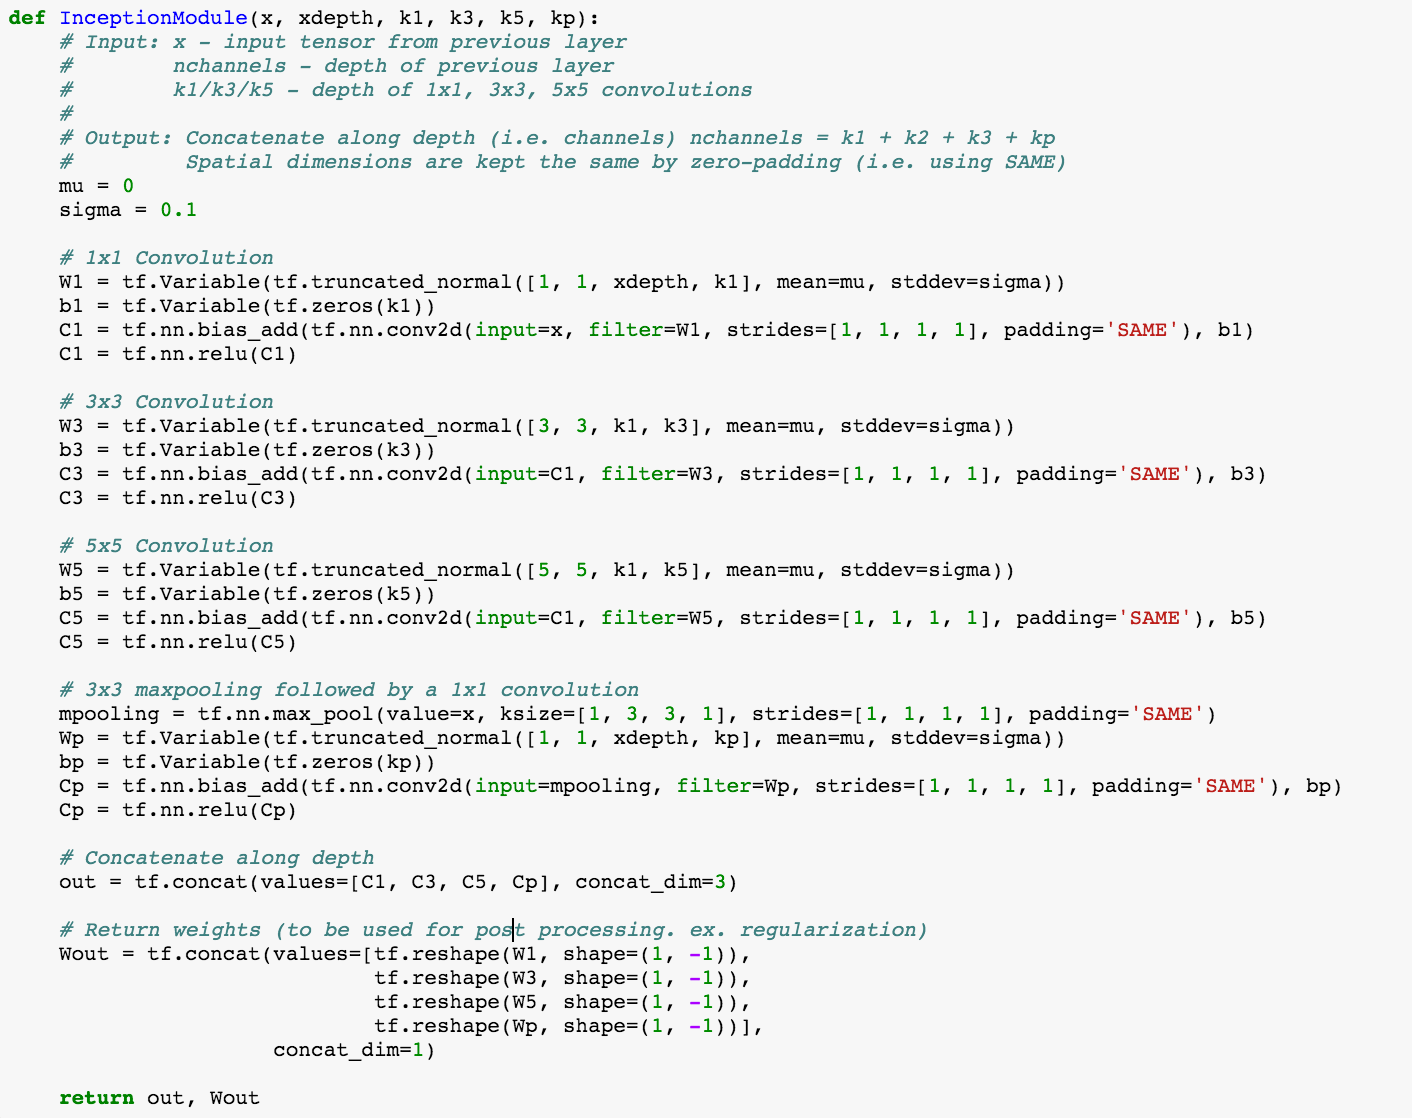 def InceptionModule(x, xdepth, k1, k3, k5, kp):
    # Input: x - input tensor from previous layer
    #        nchannels - depth of previous layer
    #        k1/k3/k5 - depth of 1x1, 3x3, 5x5 convolutions
    #
    # Output: Concatenate along depth (i.e. channels) nchannels = k1 + k2 + k3 + kp
    #         Spatial dimensions are kept the same by zero-padding (i.e. using SAME)
    mu = 0
    sigma = 0.1

    # 1x1 Convolution
    W1 = tf.Variable(tf.truncated_normal([1, 1, xdepth, k1], mean=mu, stddev=sigma))
    b1 = tf.Variable(tf.zeros(k1))
    C1 = tf.nn.bias_add(tf.nn.conv2d(input=x, filter=W1, strides=[1, 1, 1, 1], padding='SAME'), b1)
    C1 = tf.nn.relu(C1)

    # 3x3 Convolution
    W3 = tf.Variable(tf.truncated_normal([3, 3, k1, k3], mean=mu, stddev=sigma))
    b3 = tf.Variable(tf.zeros(k3))
    C3 = tf.nn.bias_add(tf.nn.conv2d(input=C1, filter=W3, strides=[1, 1, 1, 1], padding='SAME'), b3)
    C3 = tf.nn.relu(C3)

    # 5x5 Convolution
    W5 = tf.Variable(tf.truncated_normal([5, 5, k1, k5], mean=mu, stddev=sigma))
    b5 = tf.Variable(tf.zeros(k5))
    C5 = tf.nn.bias_add(tf.nn.conv2d(input=C1, filter=W5, strides=[1, 1, 1, 1], padding='SAME'), b5)
    C5 = tf.nn.relu(C5)

    # 3x3 maxpooling followed by a 1x1 convolution
    mpooling = tf.nn.max_pool(value=x, ksize=[1, 3, 3, 1], strides=[1, 1, 1, 1], padding='SAME')
    Wp = tf.Variable(tf.truncated_normal([1, 1, xdepth, kp], mean=mu, stddev=sigma))
    bp = tf.Variable(tf.zeros(kp))
    Cp = tf.nn.bias_add(tf.nn.conv2d(input=mpooling, filter=Wp, strides=[1, 1, 1, 1], padding='SAME'), bp)
    Cp = tf.nn.relu(Cp)

    # Concatenate along depth
    out = tf.concat(values=[C1, C3, C5, Cp], concat_dim=3)

    # Return weights (to be used for post processing. ex. regularization)
    Wout = tf.concat(values=[tf.reshape(W1, shape=(1, -1)),
                             tf.reshape(W3, shape=(1, -1)),
                             tf.reshape(W5, shape=(1, -1)),
                             tf.reshape(Wp, shape=(1, -1))],
                     concat_dim=1)

    return out, Wout